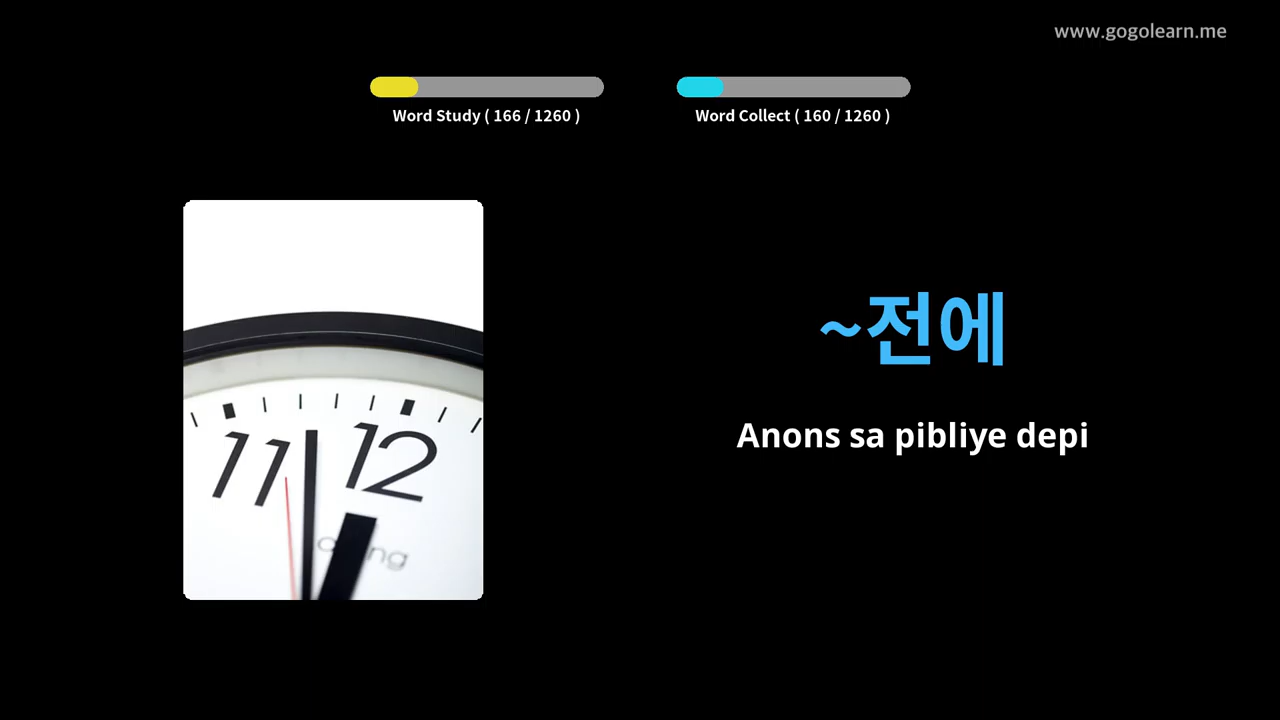 www.gogolearn.me
Word Study ( 166 / 1260 )
Word Collect ( 160 / 1260 )
~전에
Anons sa pibliye depi
11
12